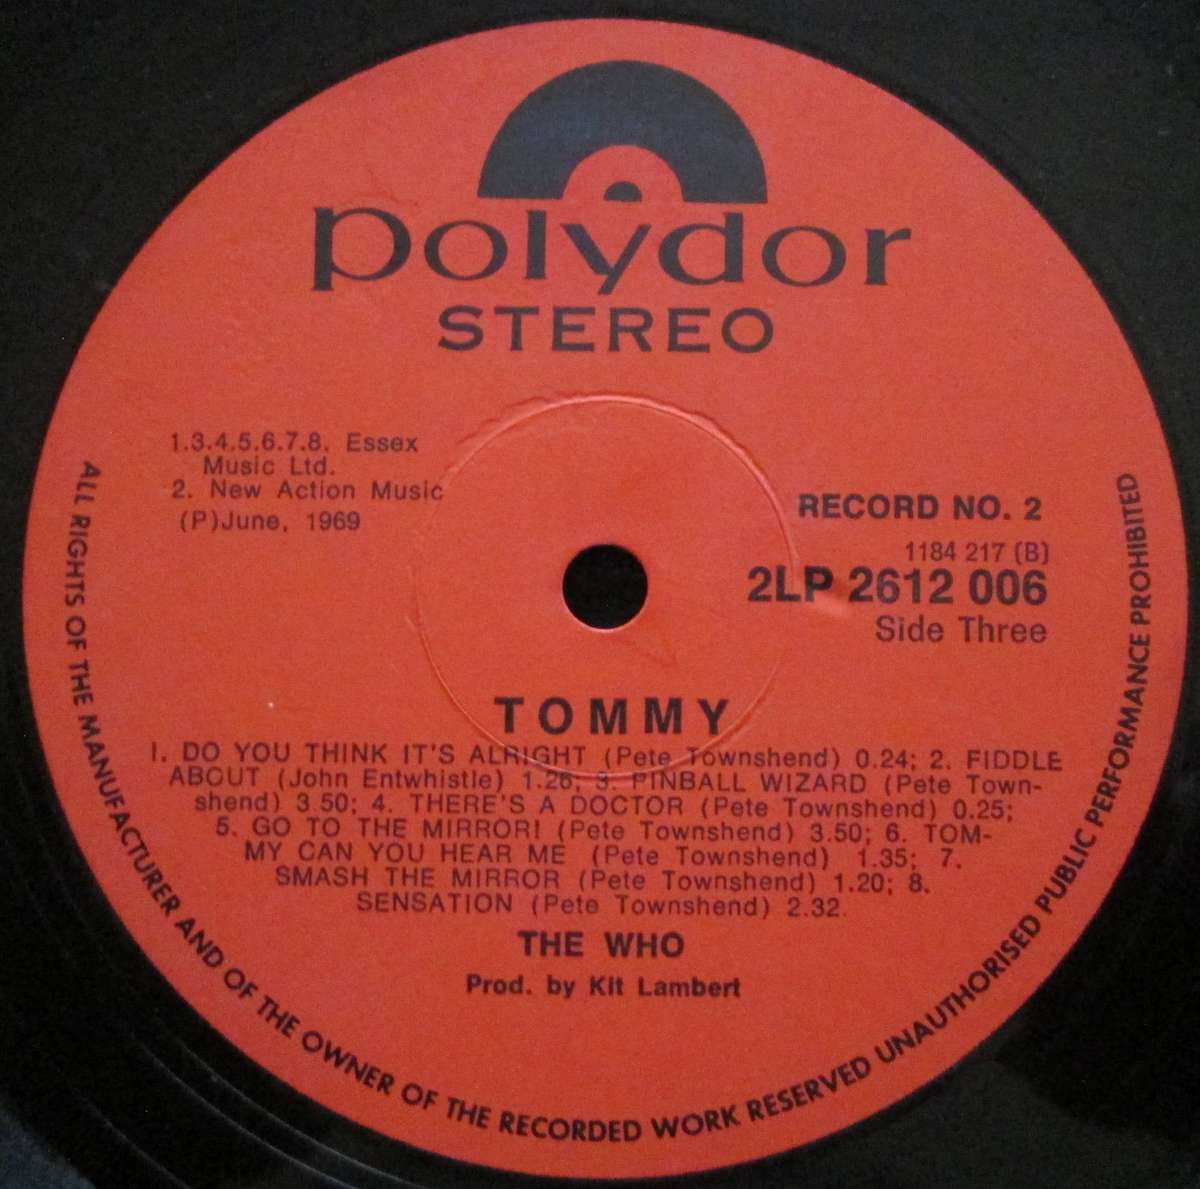 polydor
STEREO
1.3.4.5.6.7.8. Essex
Music Ltd.
2. New Action Music
(P)June, 1969
RECORD NO. 2
1184 217 (B)
2LP 2612 006
Side Three
TOMMY
1. DO YOU THINK IT'S ALRIGHT (Pete Townshend) 0.24; 2. FIDDLE
ABOUT (John Entwhistle) 1.26; 3. PINBALL WIZARD (Pete Town-
shend) 3.50; 4. THERE'S A DOCTOR (Pete Townshend) 0.25;
5. GO TO THE MIRROR! (Pete Townshend) 3.50; 6. TOM-
MY CAN YOU HEAR ME (Pete Townshend) 1.35; 7.
SMASH THE MIRROR (Pete Townshend) 1.20; 8.
SENSATION (Pete Townshend) 2.32.
THE WHO
Prod. by Kit Lambert
ALL RIGHTS OF THE MANUFACTURER AND OF THE OWNER OF THE RECORDED WORK RESERVED UNAUTHORISED PUBLIC PERFORMANCE PROHIBITED